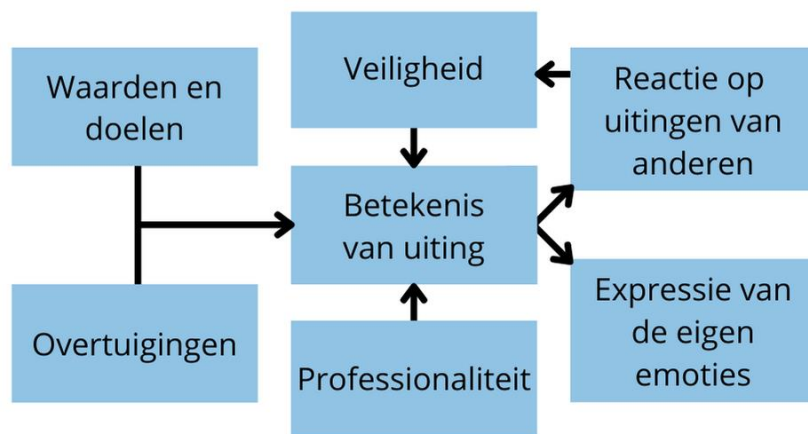 Waarden en
doelen
Veiligheid
Reactie op
uitingen van
anderen
Betekenis
van uiting
Overtuigingen
Professionaliteit
Expressie van
de eigen
emoties